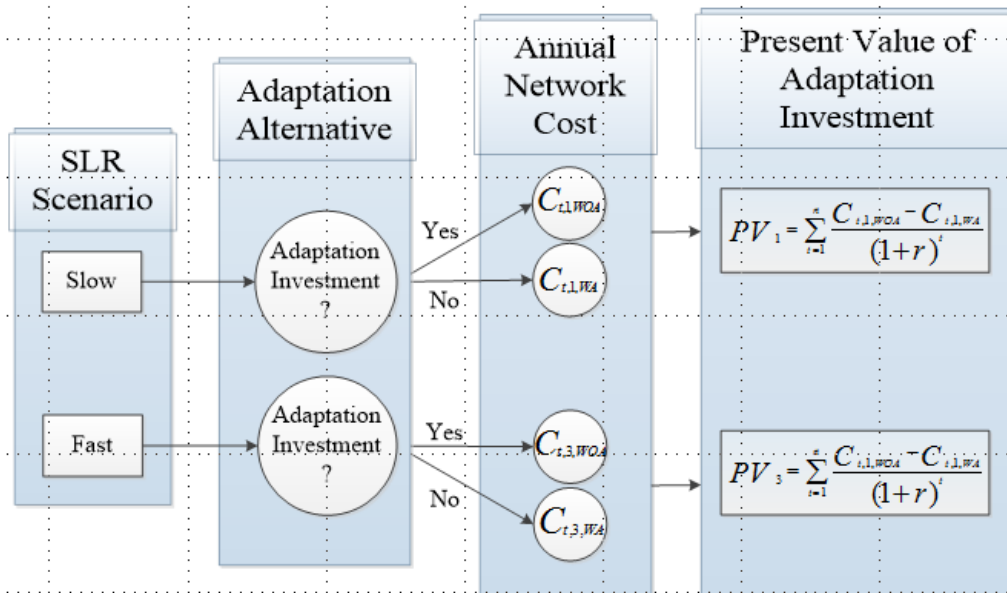 SLR
Scenario
Adaptation
Alternative
Annual
Network
Cost
Present Value of
Adaptation
Investment
Slow
Adaptation
Investment
?
Yes
No
C_{t,1,WOA}
C_{t,1,WA}
PV_1 = \sum_{t=1}^{n} \frac{C_{t,1,WOA} - C_{t,1,WA}}{(1+r)^t}
Fast
Adaptation
Investment
?
Yes
No
C_{t,3,WOA}
C_{t,3,WA}
PV_3 = \sum_{t=1}^{n} \frac{C_{t,1,WOA} - C_{t,1,WA}}{(1+r)^t}